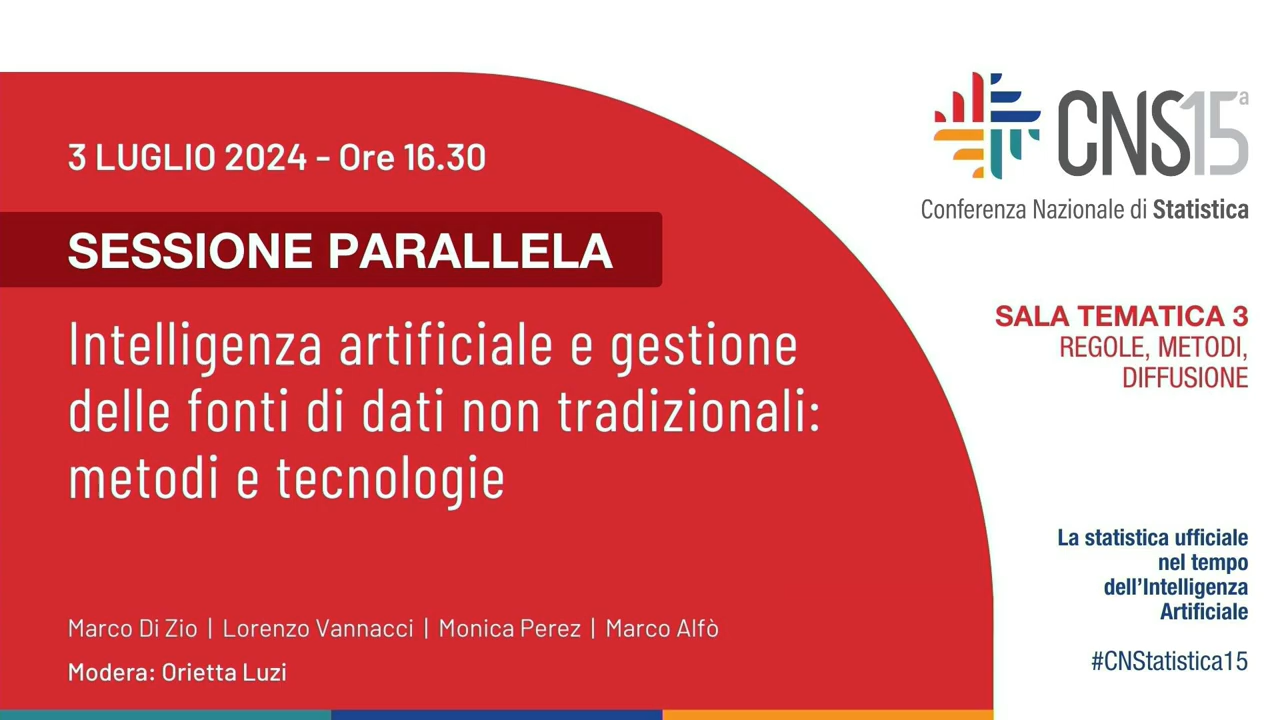 3 LUGLIO 2024 - Ore 16.30
SESSIONE PARALLELA
Intelligenza artificiale e gestione
delle fonti di dati non tradizionali:
metodi e tecnologie
Marco Di Zio | Lorenzo Vannacci | Monica Perez | Marco Alfò
Modera: Orietta Luzi
CNS15ª
Conferenza Nazionale di Statistica
SALA TEMATICA 3
REGOLE, METODI,
DIFFUSIONE
La statistica ufficiale
nel tempo
dell’Intelligenza
Artificiale
#CNStatistica15